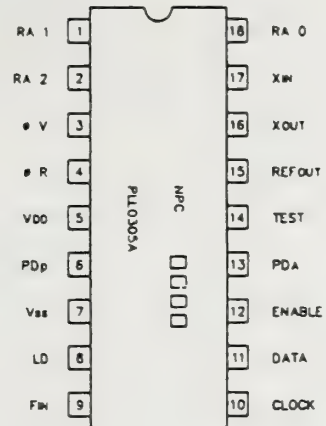 RA 1 1 18 RA 0
RA 2 2 17 XIN
ø V 3 16 XOUT
ø R 4 15 REFOUT
VDD 5 14 TEST
PDp 6 13 PDA
Vss 7 12 ENABLE
LD 8 11 DATA
FIN 9 10 CLOCK
PLL0305A
NPC